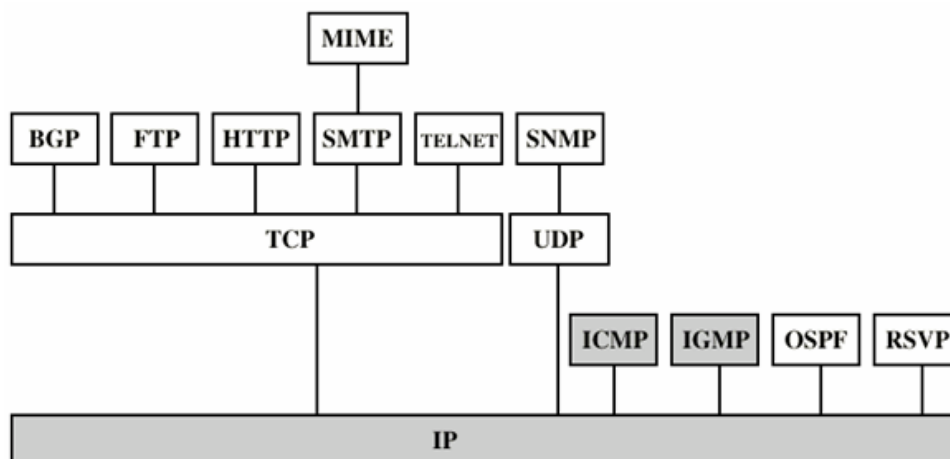 MIME
BGP FTP HTTP SMTP TELNET SNMP
TCP UDP
ICMP IGMP OSPF RSVP
IP